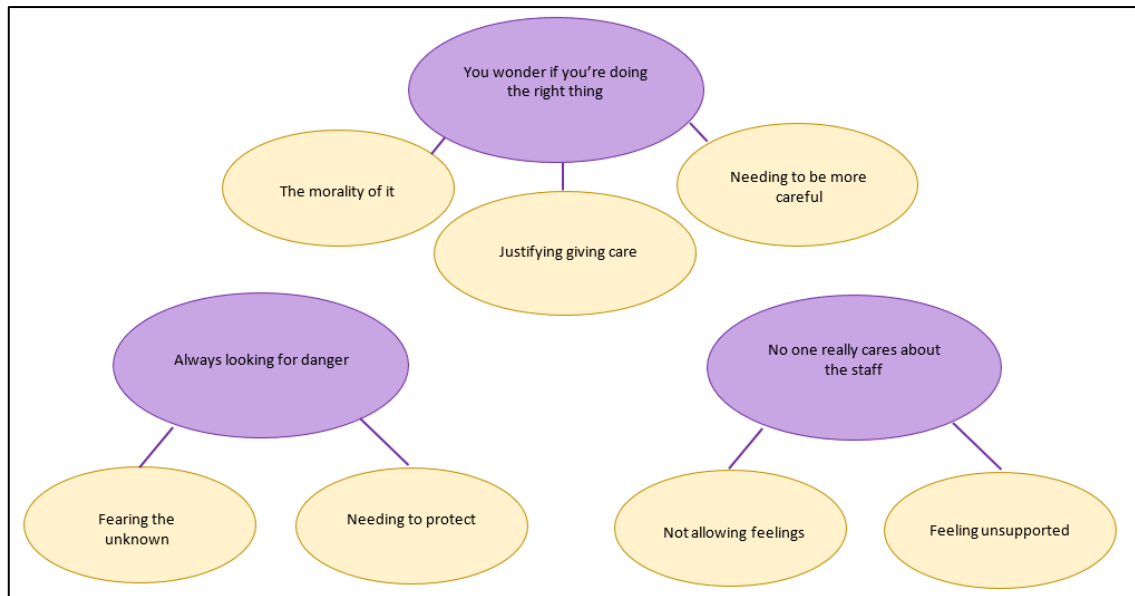 You wonder if you’re doing
the right thing
The morality of it
Justifying giving care
Needing to be more
careful
Always looking for danger
Fearing the
unknown
Needing to protect
No one really cares about
the staff
Not allowing feelings
Feeling unsupported